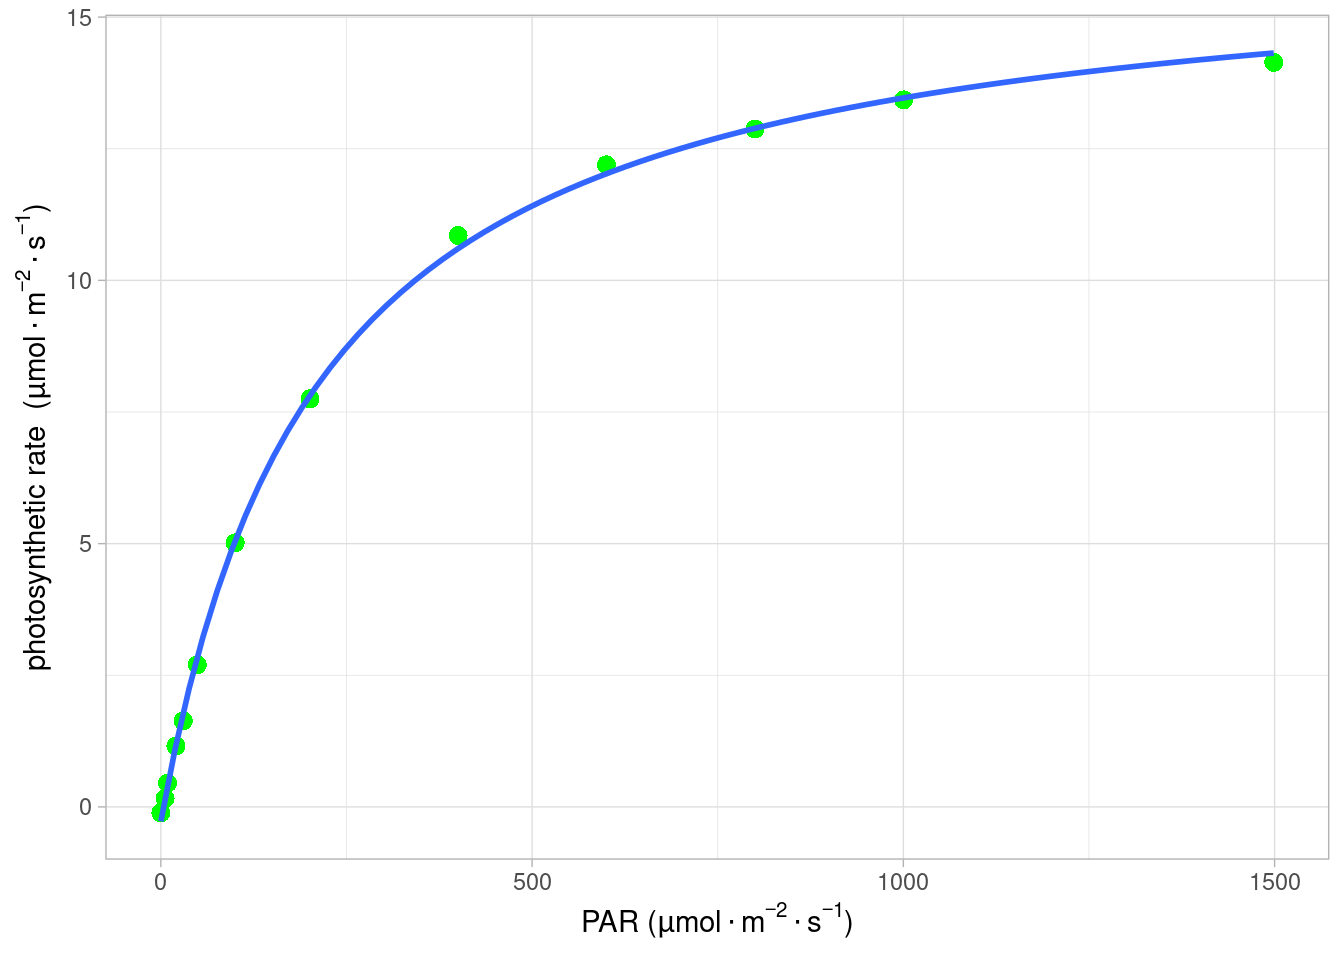 photosynthetic rate (μmol · m⁻² · s⁻¹)
15
10
5
0
0 500 1000 1500
PAR (μmol · m⁻² · s⁻¹)